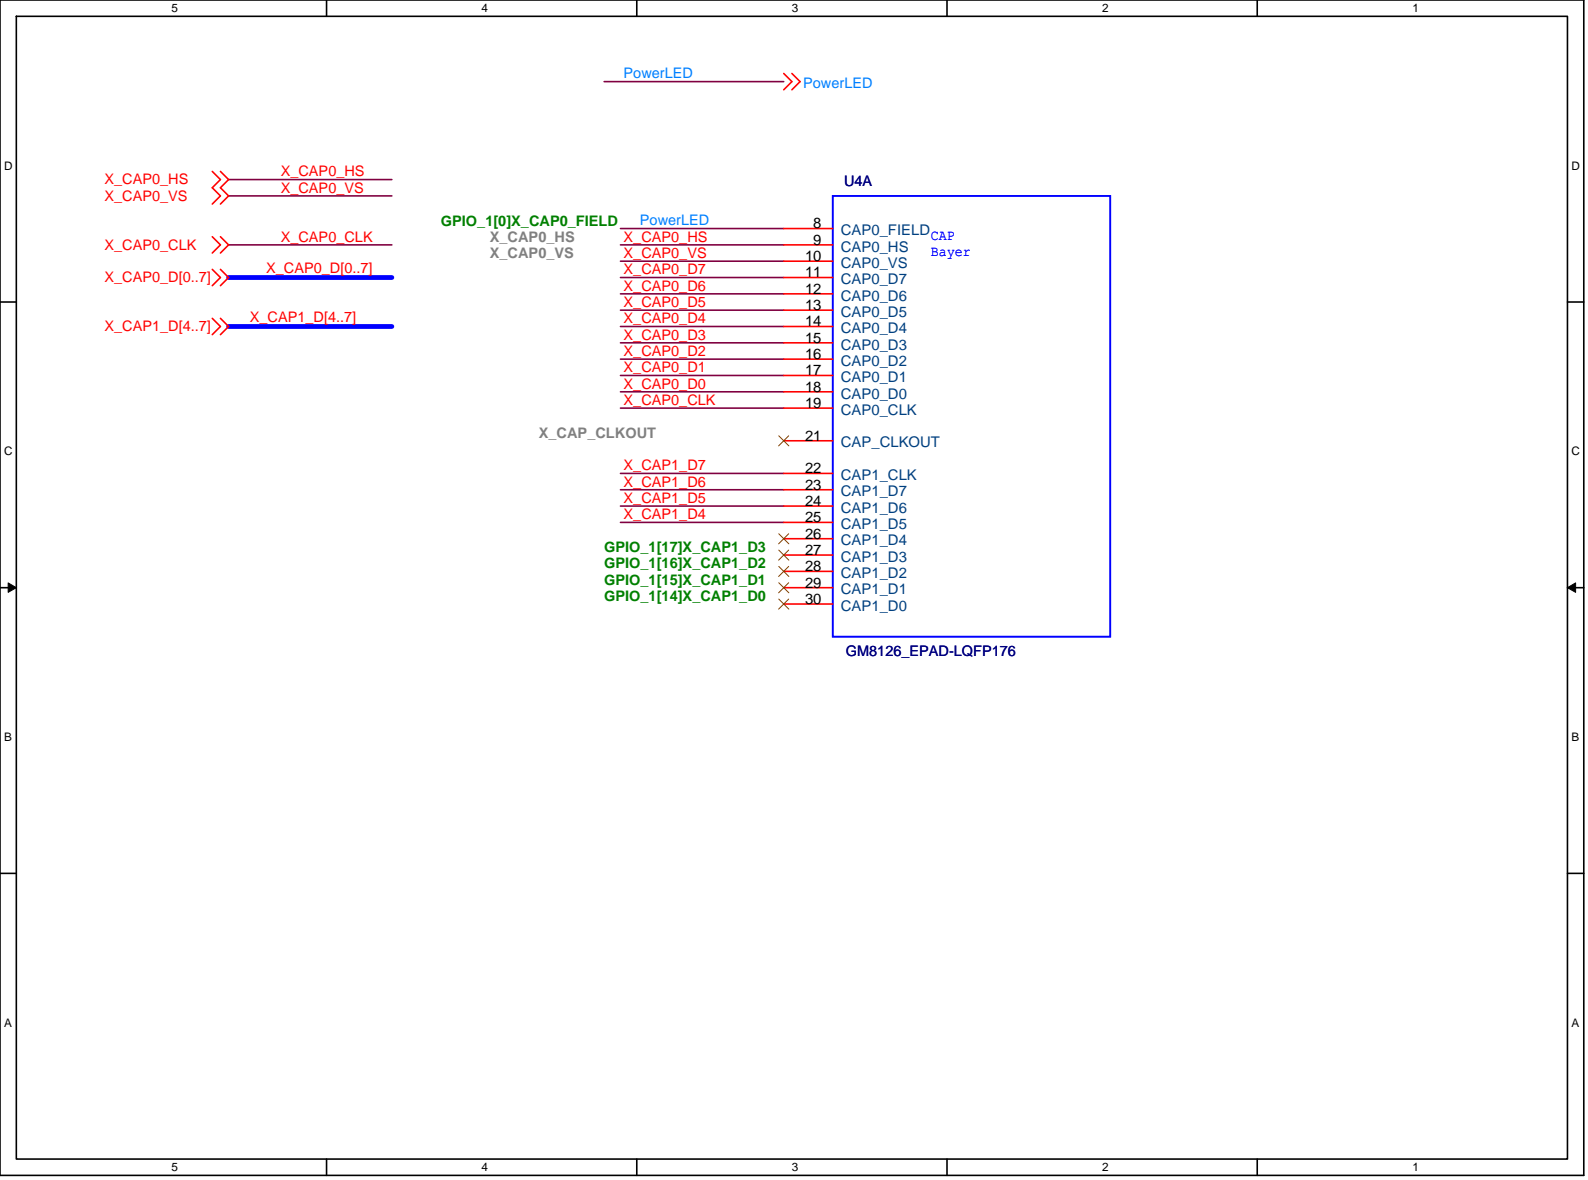 5 4 3 2 1
PowerLED
PowerLED
D D
X_CAP0_HS X_CAP0_HS
X_CAP0_VS X_CAP0_VS
X_CAP0_CLK X_CAP0_CLK
X_CAP0_D[0..7] X_CAP0_D[0..7]
X_CAP1_D[4..7] X_CAP1_D[4..7]
U4A
GPIO_1[0]X_CAP0_FIELD PowerLED 8 CAP0_FIELD CAP
X_CAP0_HS X_CAP0_HS 9 CAP0_HS Bayer
X_CAP0_VS X_CAP0_VS 10 CAP0_VS
X_CAP0_D7 11 CAP0_D7
X_CAP0_D6 12 CAP0_D6
X_CAP0_D5 13 CAP0_D5
X_CAP0_D4 14 CAP0_D4
X_CAP0_D3 15 CAP0_D3
X_CAP0_D2 16 CAP0_D2
X_CAP0_D1 17 CAP0_D1
X_CAP0_D0 18 CAP0_D0
X_CAP0_CLK 19 CAP0_CLK
X_CAP_CLKOUT 21 CAP_CLKOUT
C C
X_CAP1_D7 22 CAP1_CLK
X_CAP1_D6 23 CAP1_D7
X_CAP1_D5 24 CAP1_D6
X_CAP1_D4 25 CAP1_D5
26 CAP1_D4
GPIO_1[17]X_CAP1_D3 27 CAP1_D3
GPIO_1[16]X_CAP1_D2 28 CAP1_D2
GPIO_1[15]X_CAP1_D1 29 CAP1_D1
GPIO_1[14]X_CAP1_D0 30 CAP1_D0
GM8126_EPAD-LQFP176
B B
A A
5 4 3 2 1